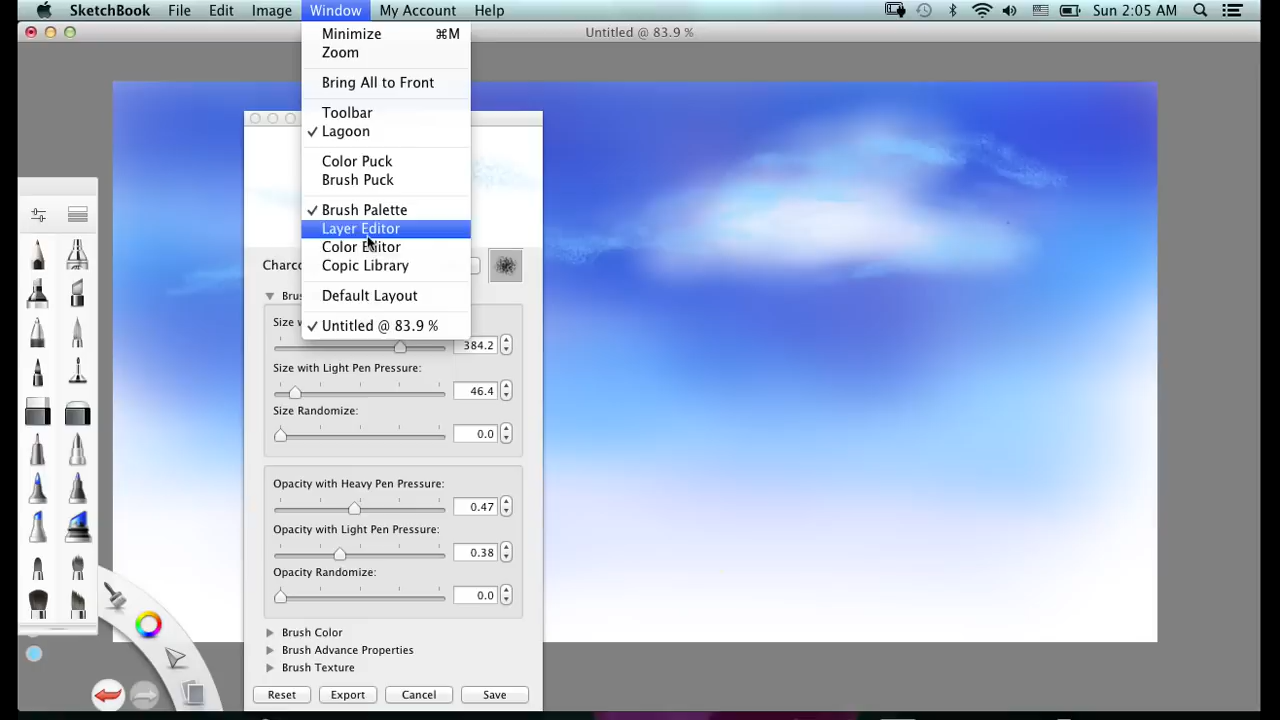 SketchBook File Edit Image Window My Account Help Sun 2:05 AM
Untitled @ 83.9 %
Minimize ⌘M
Zoom
Bring All to Front
Toolbar
✓ Lagoon
Color Puck
Brush Puck
✓ Brush Palette
Layer Editor
Color Editor
Copic Library
Default Layout
✓ Untitled @ 83.9 %
384.2
Size with Light Pen Pressure:
46.4
Size Randomize:
0.0
Opacity with Heavy Pen Pressure:
0.47
Opacity with Light Pen Pressure:
0.38
Opacity Randomize:
0.0
Brush Color
Brush Advance Properties
Brush Texture
Reset Export Cancel Save